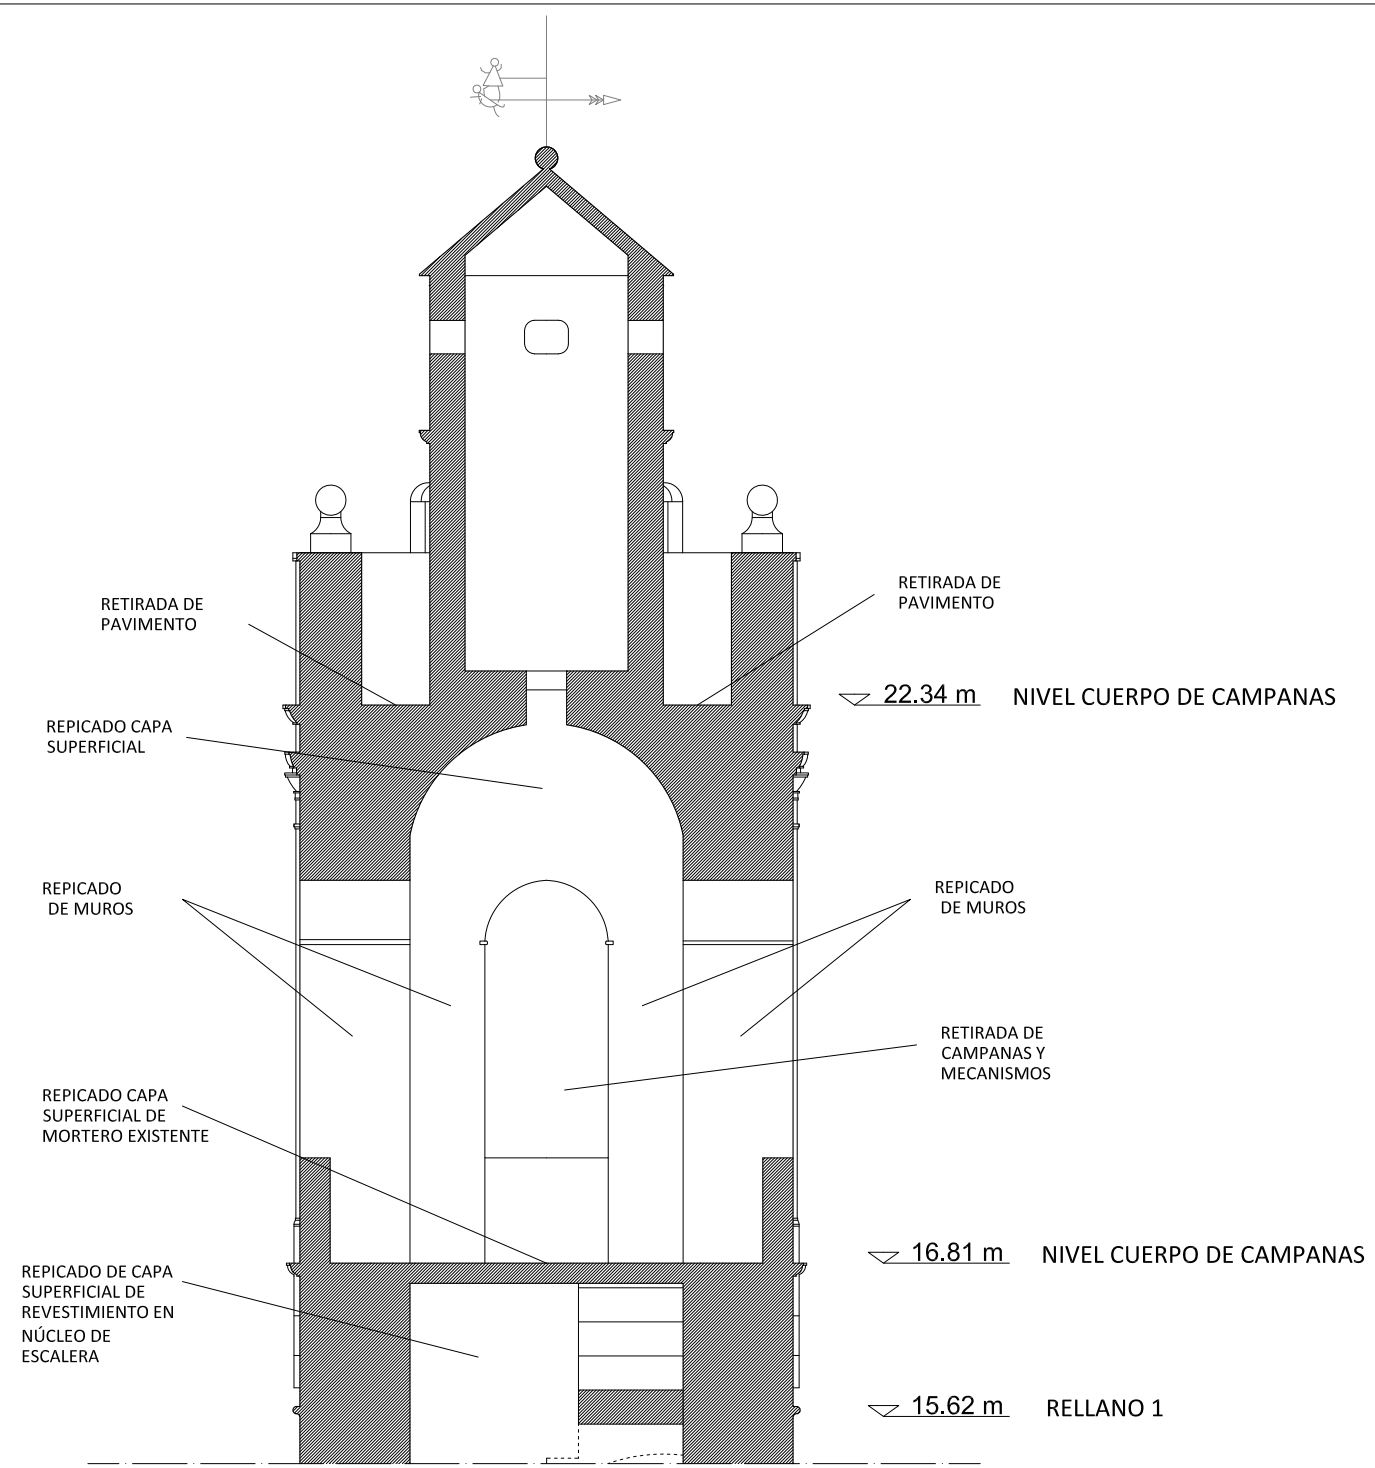 RETIRADA DE
PAVIMENTO
RETIRADA DE
PAVIMENTO
22.34 m NIVEL CUERPO DE CAMPANAS
REPICADO CAPA
SUPERFICIAL
REPICADO
DE MUROS
REPICADO
DE MUROS
RETIRADA DE
CAMPANAS Y
MECANISMOS
REPICADO CAPA
SUPERFICIAL DE
MORTERO EXISTENTE
16.81 m NIVEL CUERPO DE CAMPANAS
REPICADO DE CAPA
SUPERFICIAL DE
REVESTIMIENTO EN
NÚCLEO DE
ESCALERA
15.62 m RELLANO 1